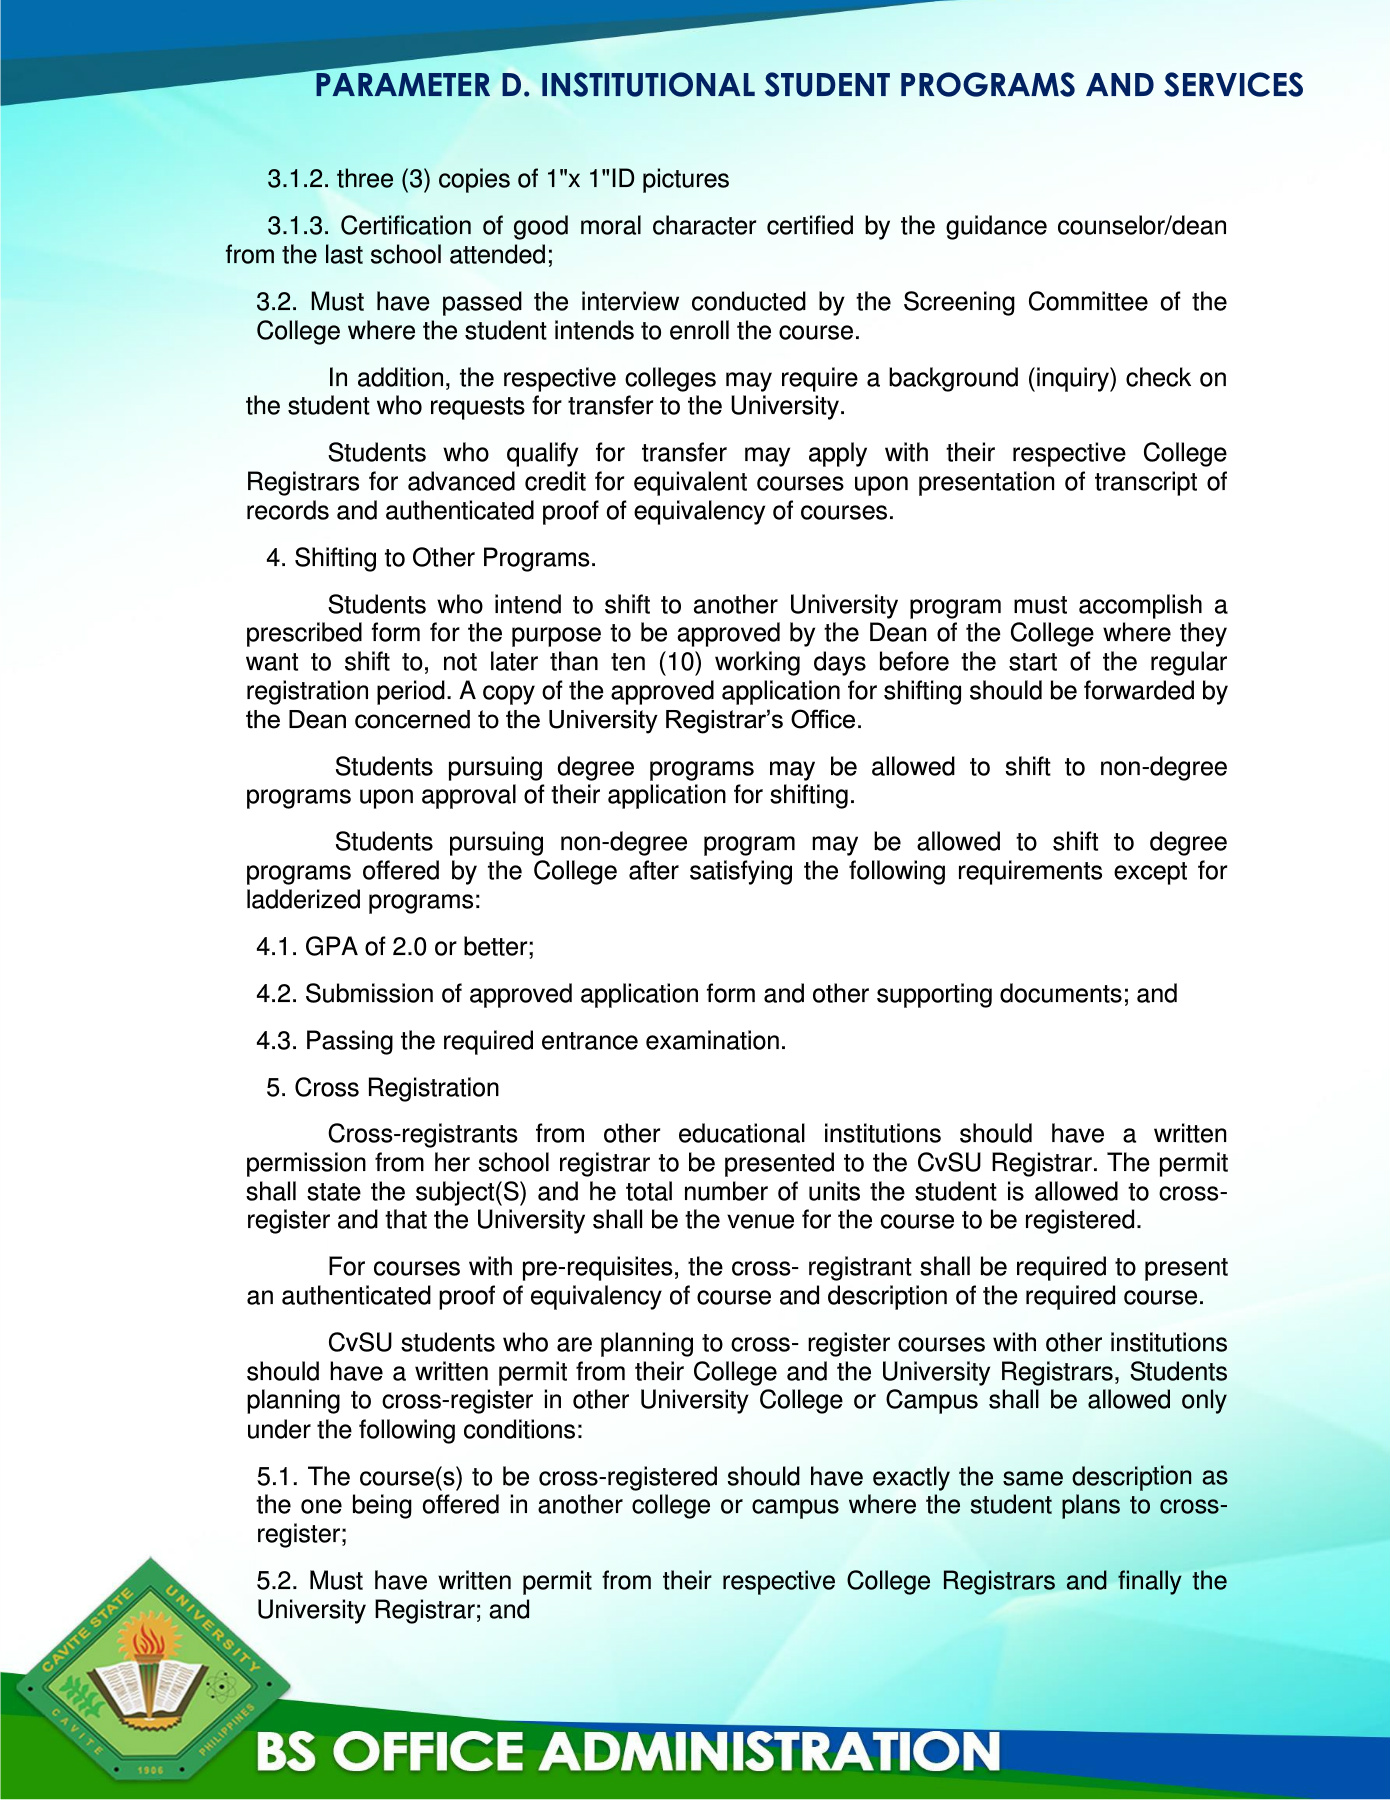 PARAMETER D. INSTITUTIONAL STUDENT PROGRAMS AND SERVICES
3.1.2. three (3) copies of 1"x 1"ID pictures
3.1.3. Certification of good moral character certified by the guidance counselor/dean
from the last school attended;
3.2. Must have passed the interview conducted by the Screening Committee of the
College where the student intends to enroll the course.
In addition, the respective colleges may require a background (inquiry) check on
the student who requests for transfer to the University.
Students who qualify for transfer may apply with their respective College
Registrars for advanced credit for equivalent courses upon presentation of transcript of
records and authenticated proof of equivalency of courses.
4. Shifting to Other Programs.
Students who intend to shift to another University program must accomplish a
prescribed form for the purpose to be approved by the Dean of the College where they
want to shift to, not later than ten (10) working days before the start of the regular
registration period. A copy of the approved application for shifting should be forwarded by
the Dean concerned to the University Registrar’s Office.
Students pursuing degree programs may be allowed to shift to non-degree
programs upon approval of their application for shifting.
Students pursuing non-degree program may be allowed to shift to degree
programs offered by the College after satisfying the following requirements except for
ladderized programs:
4.1. GPA of 2.0 or better;
4.2. Submission of approved application form and other supporting documents; and
4.3. Passing the required entrance examination.
5. Cross Registration
Cross-registrants from other educational institutions should have a written
permission from her school registrar to be presented to the CvSU Registrar. The permit
shall state the subject(S) and he total number of units the student is allowed to cross-
register and that the University shall be the venue for the course to be registered.
For courses with pre-requisites, the cross- registrant shall be required to present
an authenticated proof of equivalency of course and description of the required course.
CvSU students who are planning to cross- register courses with other institutions
should have a written permit from their College and the University Registrars, Students
planning to cross-register in other University College or Campus shall be allowed only
under the following conditions:
5.1. The course(s) to be cross-registered should have exactly the same description as
the one being offered in another college or campus where the student plans to cross-
register;
5.2. Must have written permit from their respective College Registrars and finally the
University Registrar; and
CAVITE STATE UNIVERSITY
CAVITE PHILIPPINES
1906
BS OFFICE ADMINISTRATION